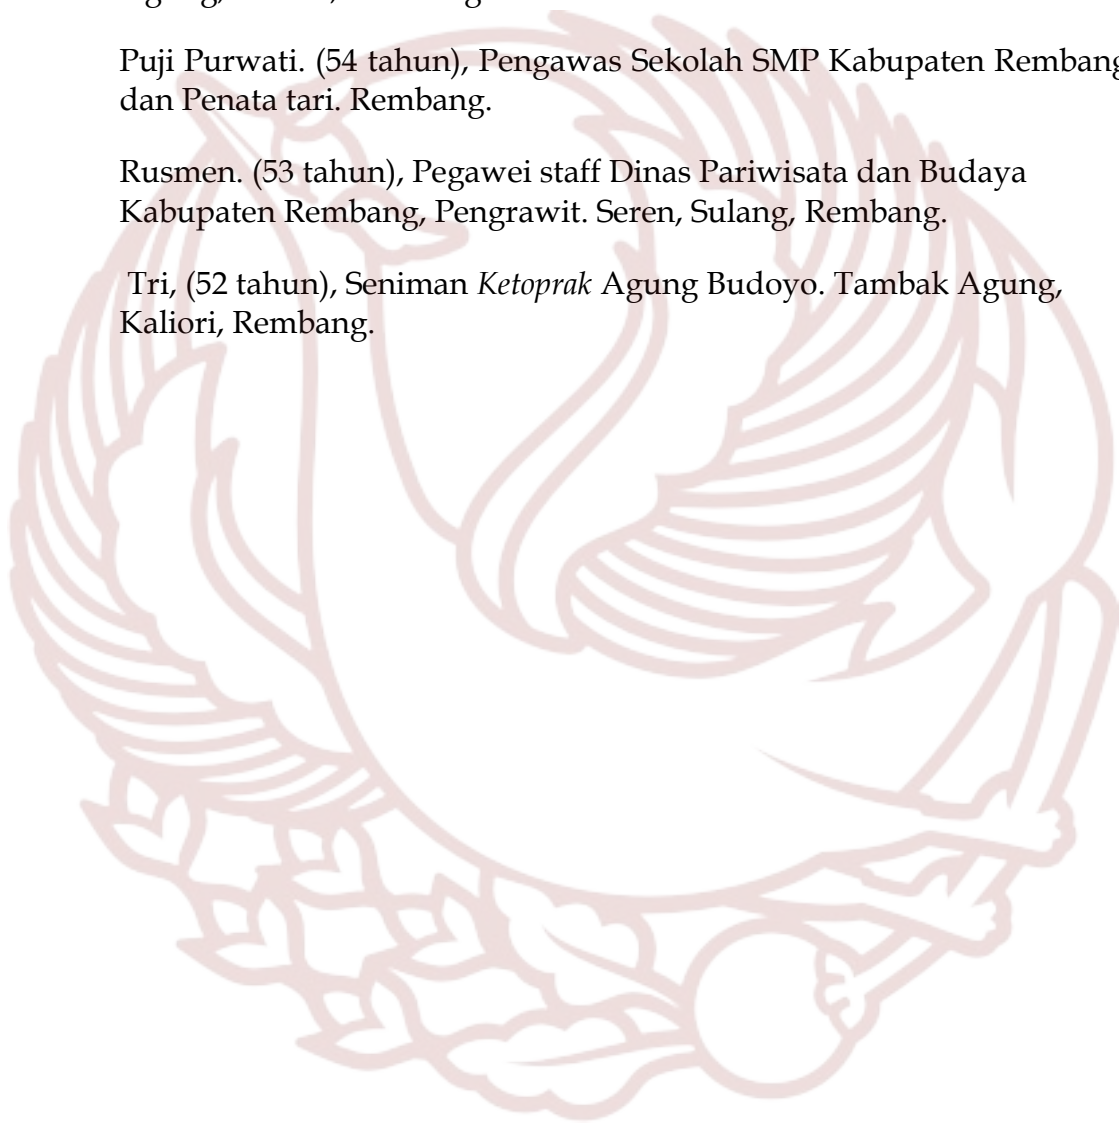 Puji Purwati. (54 tahun), Pengawas Sekolah SMP Kabupaten Rembang
dan Penata tari. Rembang.
Rusmen. (53 tahun), Pegawei staff Dinas Pariwisata dan Budaya
Kabupaten Rembang, Pengrawit. Seren, Sulang, Rembang.
Tri, (52 tahun), Seniman Ketoprak Agung Budoyo. Tambak Agung,
Kaliori, Rembang.